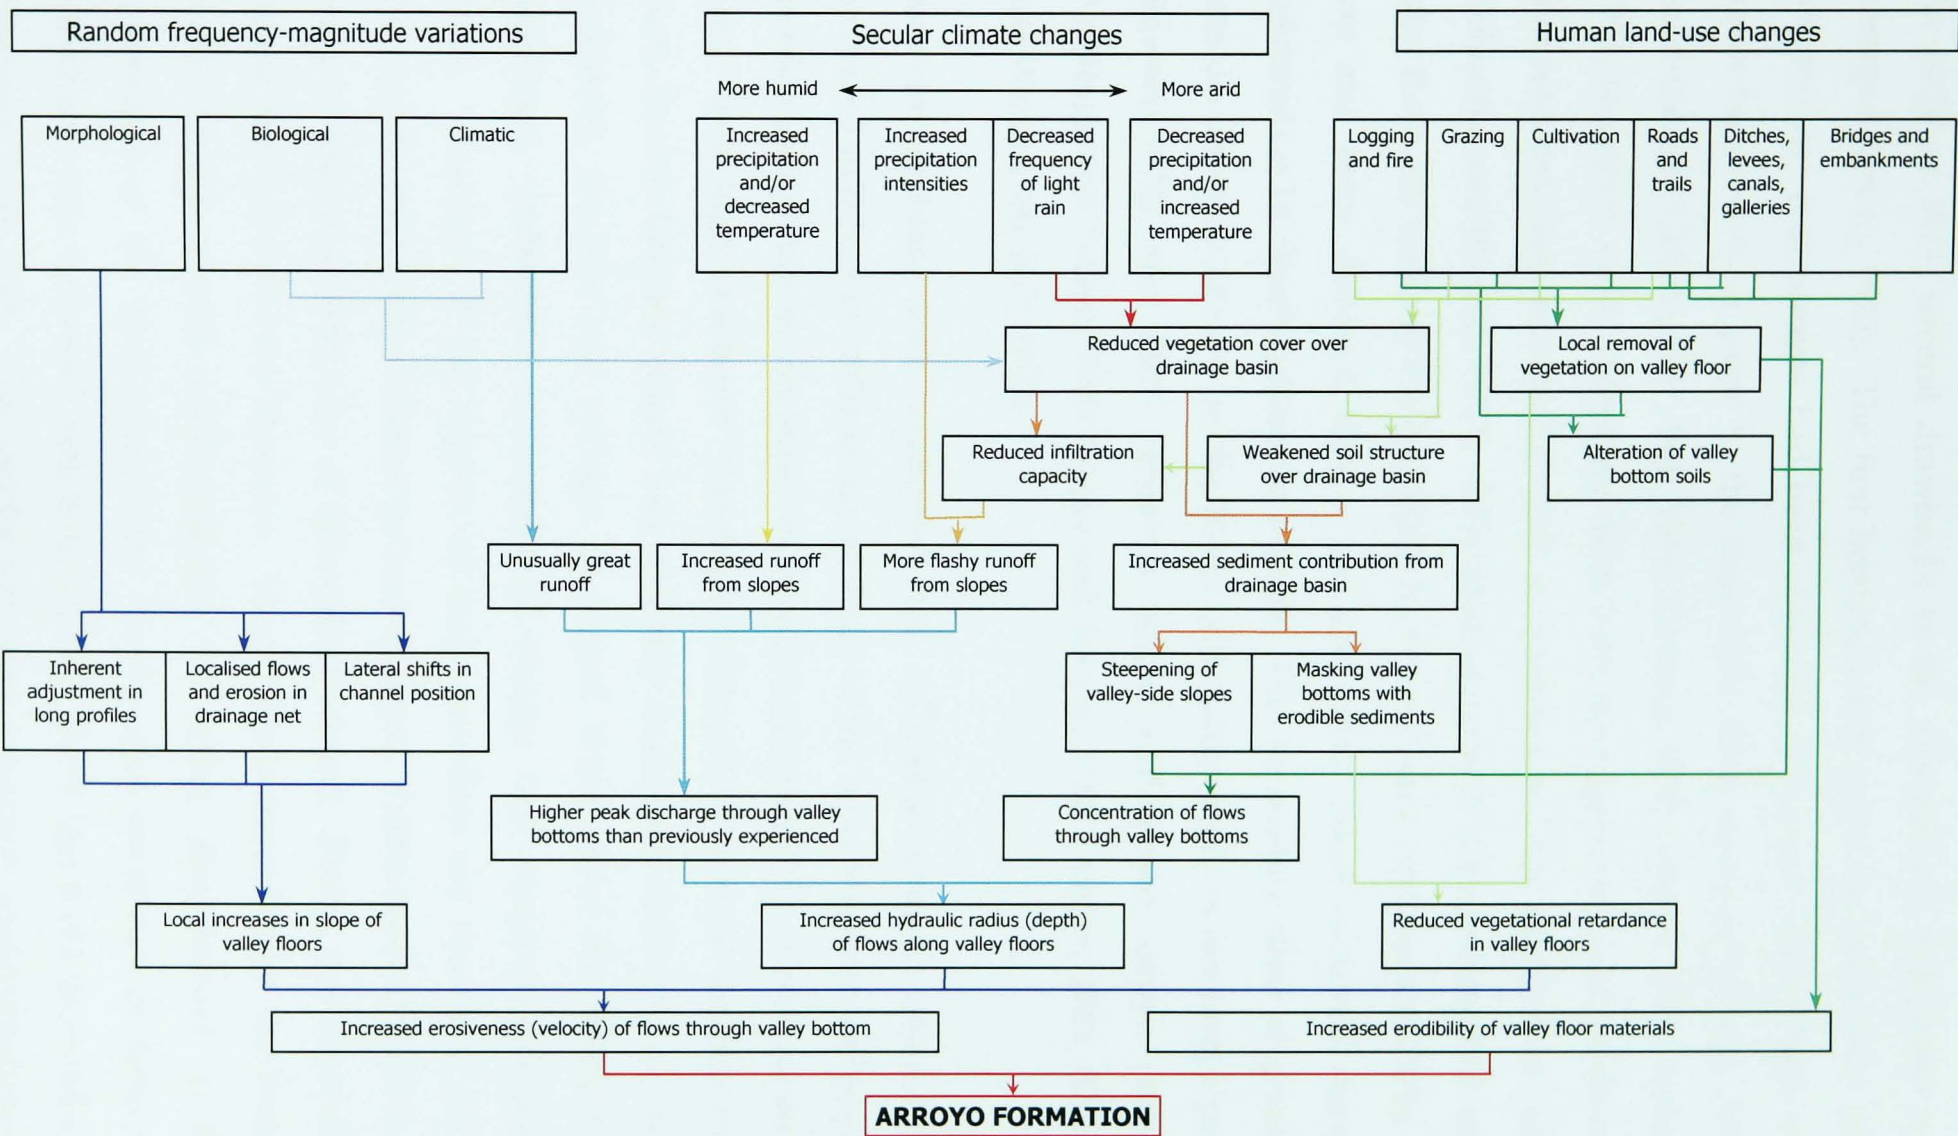 Random frequency-magnitude variations
Secular climate changes
Human land-use changes
More humid
More arid
Morphological
Biological
Climatic
Increased
precipitation
and/or
decreased
temperature
Increased
precipitation
intensities
Decreased
frequency
of light
rain
Decreased
precipitation
and/or
increased
temperature
Logging
and fire
Grazing
Cultivation
Roads
and
trails
Ditches,
levees,
canals,
galleries
Bridges and
embankments
Reduced vegetation cover over
drainage basin
Local removal of
vegetation on valley floor
Reduced infiltration
capacity
Weakened soil structure
over drainage basin
Alteration of valley
bottom soils
Unusually great
runoff
Increased runoff
from slopes
More flashy runoff
from slopes
Increased sediment contribution from
drainage basin
Inherent
adjustment in
long profiles
Localised flows
and erosion in
drainage net
Lateral shifts in
channel position
Steepening of
valley-side slopes
Masking valley
bottoms with
erodible sediments
Higher peak discharge through valley
bottoms than previously experienced
Concentration of flows
through valley bottoms
Local increases in slope of
valley floors
Increased hydraulic radius (depth)
of flows along valley floors
Reduced vegetational retardance
in valley floors
Increased erosiveness (velocity) of flows through valley bottom
Increased erodibility of valley floor materials
ARROYO FORMATION